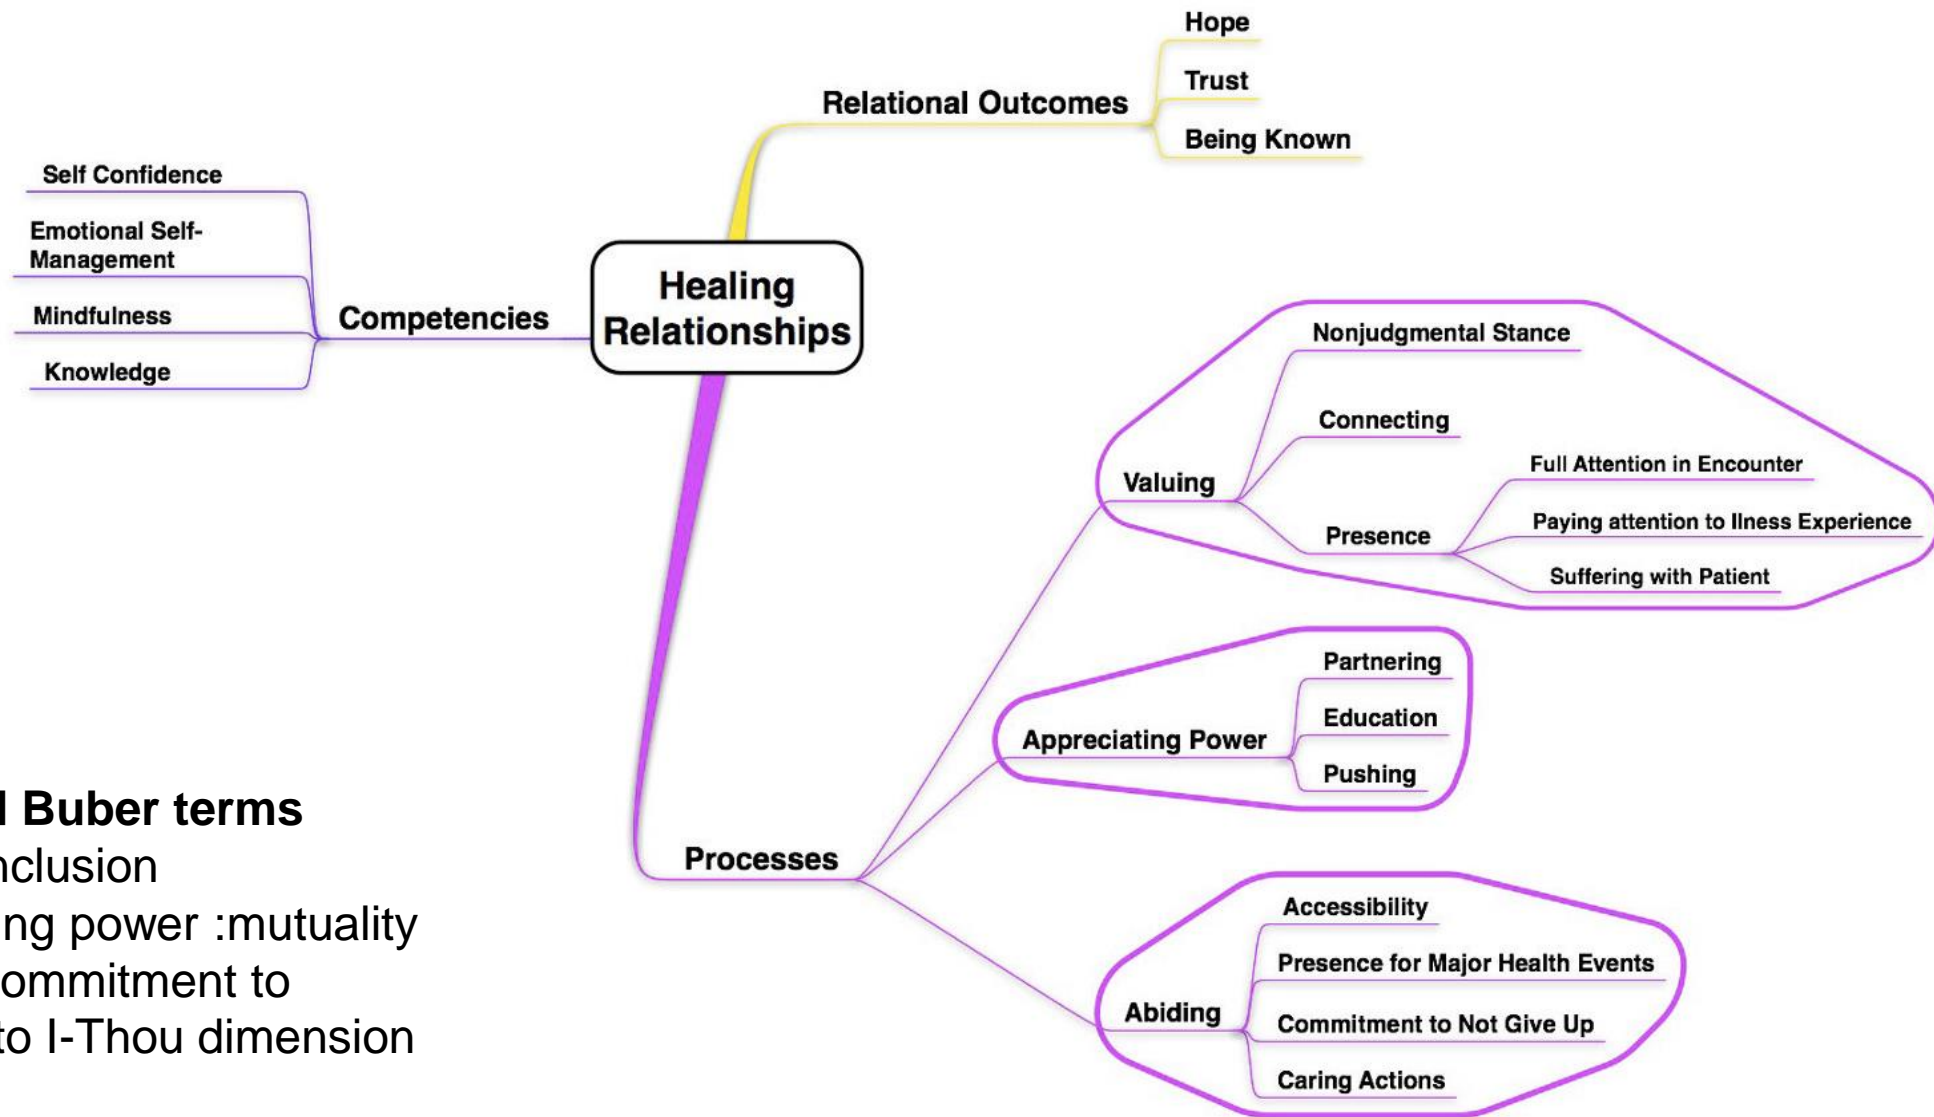 Hope
Trust
Relational Outcomes
Being Known
Self Confidence
Emotional Self-
Management
Mindfulness
Competencies
Knowledge
Healing
Relationships
Nonjudgmental Stance
Connecting
Valuing
Full Attention in Encounter
Presence
Paying attention to Ilness Experience
Suffering with Patient
Partnering
Appreciating Power
Education
Pushing
Processes
Accessibility
Presence for Major Health Events
Abiding
Commitment to Not Give Up
Caring Actions
Buber terms
power :mutuality
to
to I-Thou dimension